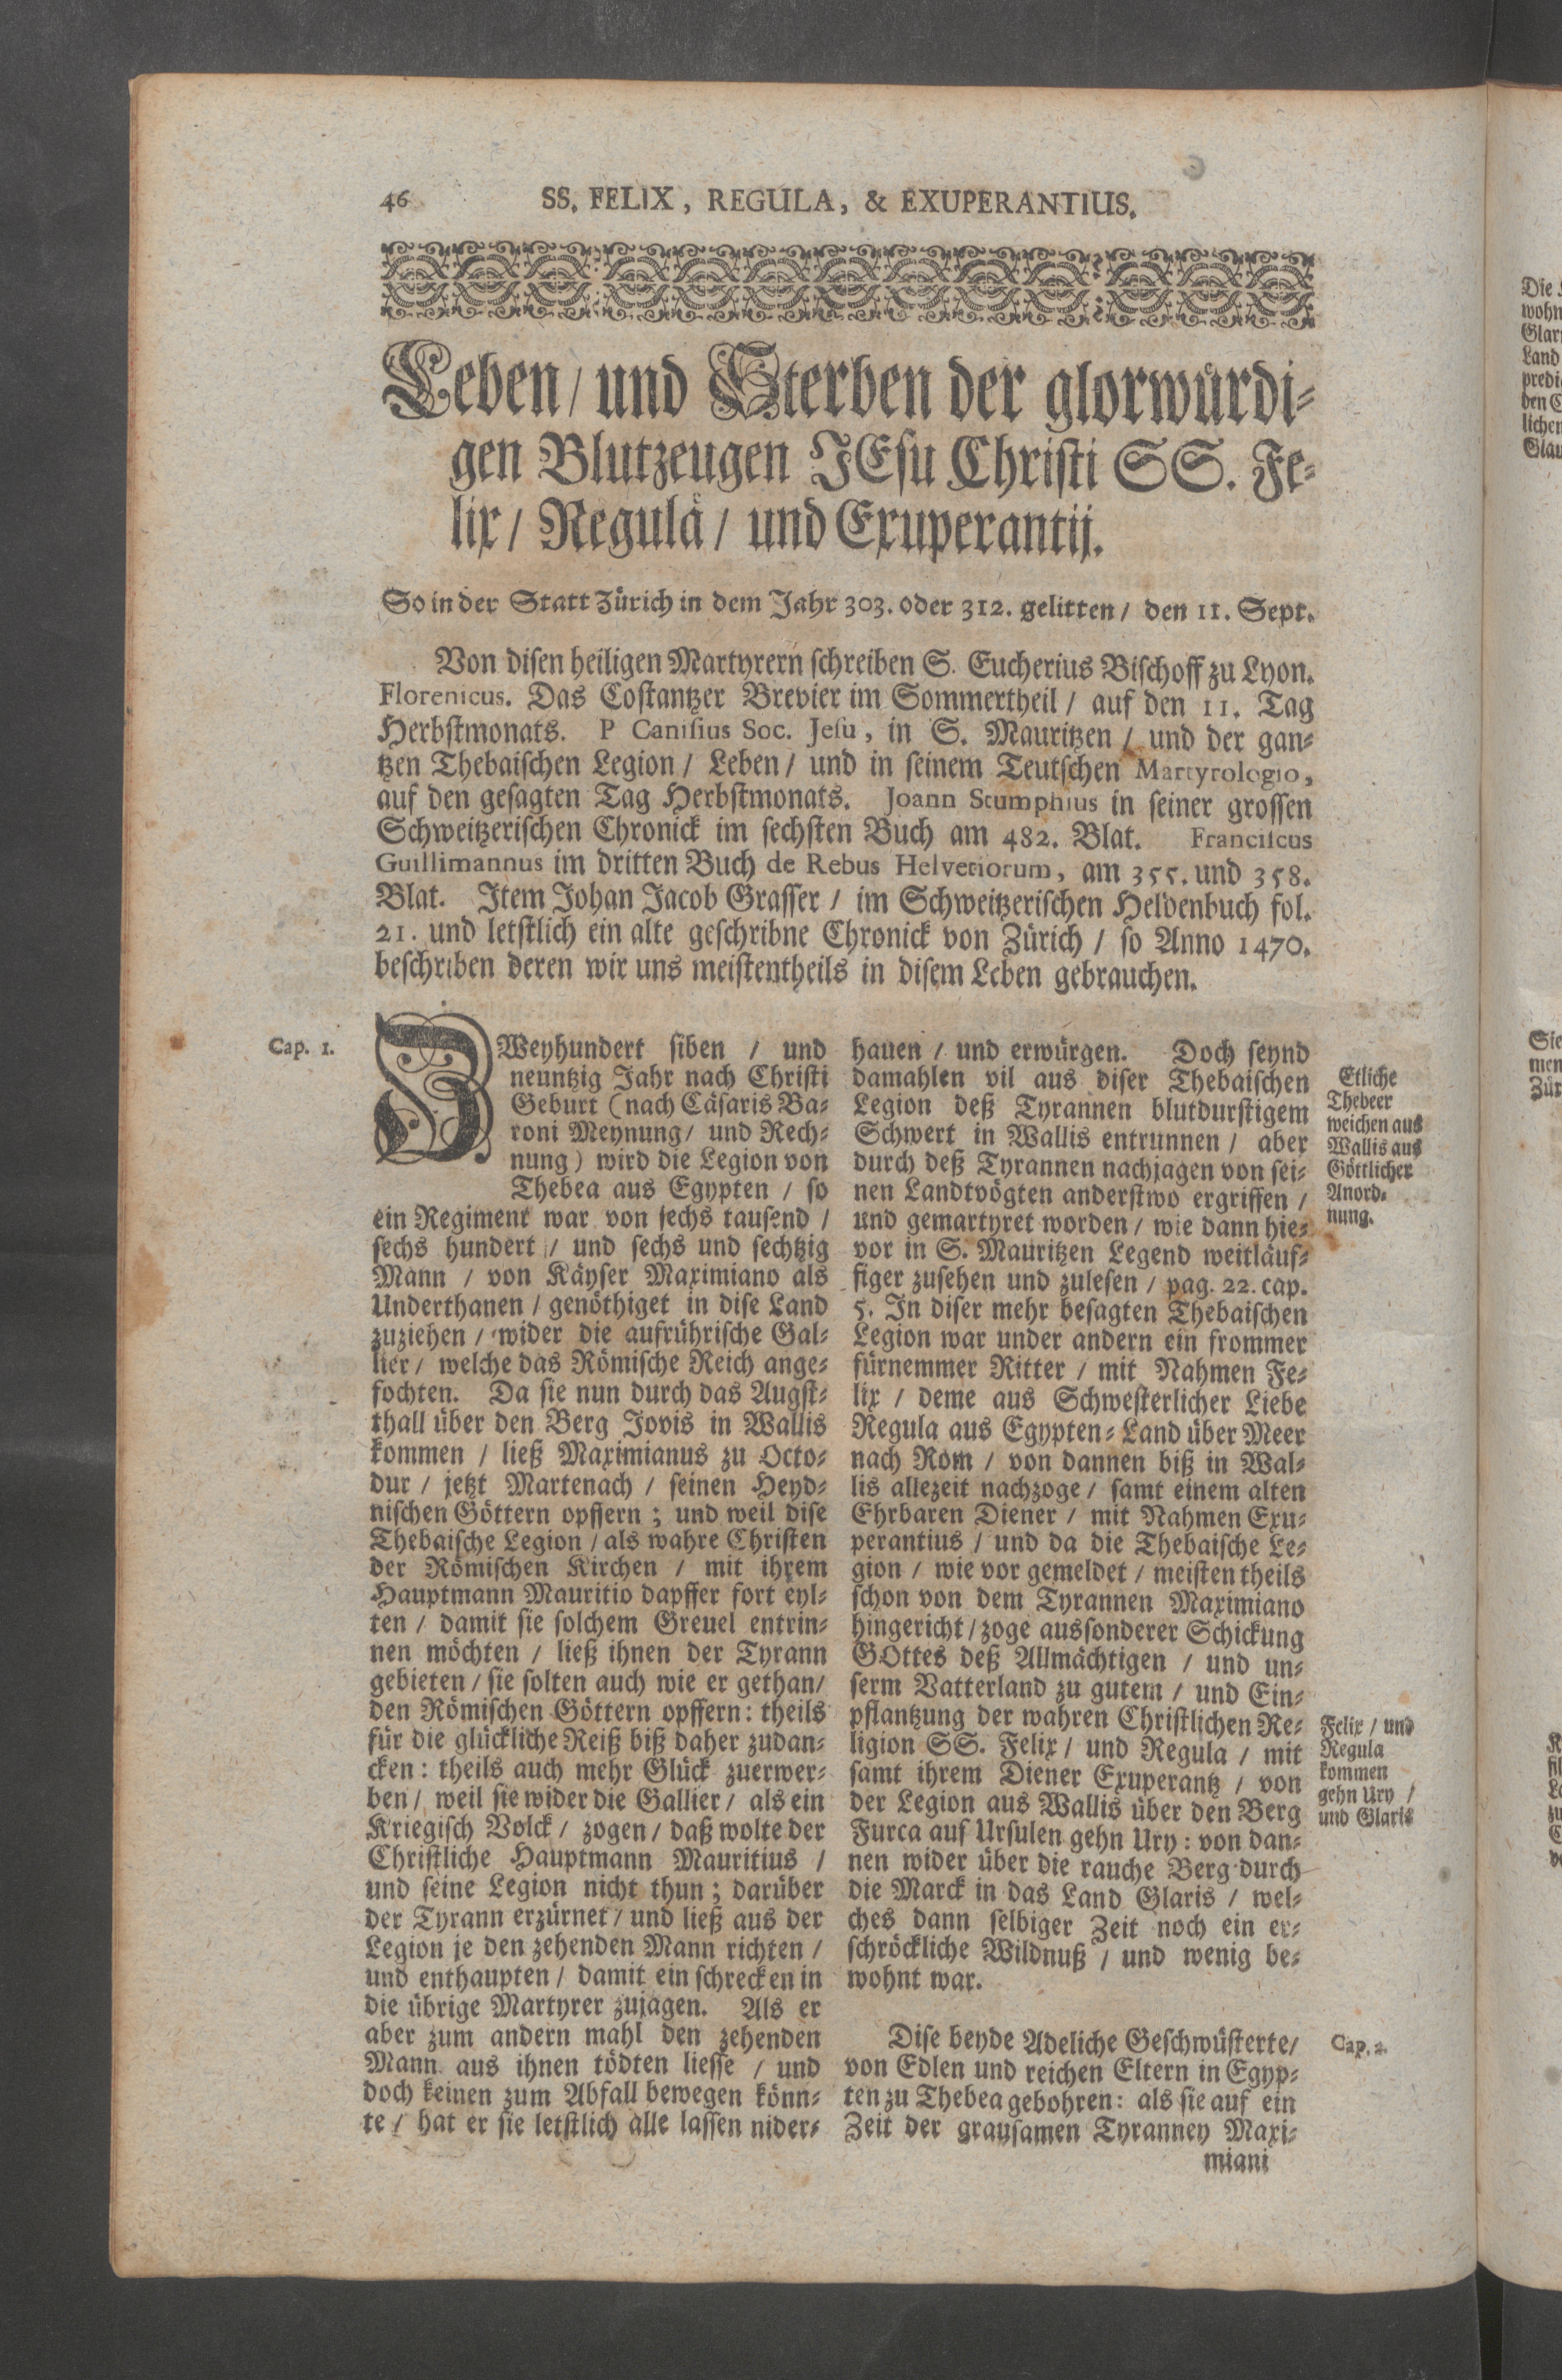 46 SS. FELIX, REGULA, & EXUPERANTIUS.
Leben / und Sterben der glorwürdi-
gen Blutzeugen JEsu Christi SS. Fe-
lix / Regulä / und Exuperantij.
So in der Statt Zürich in dem Jahr 303. oder 312. gelitten / den 11. Sept.
Von disen heiligen Martyrern schreiben S. Eucherius Bischoff zu Lyon.
Florenicus. Das Costantzer Brevier im Sommertheil / auf den 11. Tag
Herbstmonats. P Canisius Soc. Jesu, in S. Mauritzen / und der gan-
tzen Thebaischen Legion / Leben / und in seinem Teutschen Martyrologio,
auf den gesagten Tag Herbstmonats. Joann Stumphius in seiner grossen
Schweitzerischen Chronick im sechsten Buch am 482. Blat. Franciscus
Guillimannus im dritten Buch de Rebus Helvetiorum, am 355. und 358.
Blat. Item Johan Jacob Grasser / im Schweitzerischen Heldenbuch fol.
21. und letstlich ein alte geschribne Chronick von Zürich / so Anno 1470.
beschriben deren wir uns meistentheils in disem Leben gebrauchen.
Cap. 1.
ZWeyhundert siben / und
neuntzig Jahr nach Christi
Geburt (nach Cäsaris Ba-
roni Meynung / und Rech-
nung) wird die Legion von
Thebea aus Egypten / so
ein Regiment war von sechs tausend /
sechs hundert / und sechs und sechtzig
Mann / von Käyser Maximiano als
Underthanen / genöthiget in dise Land
zuziehen / wider die aufrührische Gal-
lier / welche das Römische Reich ange-
fochten. Da sie nun durch das Augst-
thall über den Berg Jovis in Wallis
kommen / ließ Maximianus zu Octo-
dur / jetzt Martenach / seinen Heyd-
nischen Göttern opffern ; und weil dise
Thebaische Legion / als wahre Christen
der Römischen Kirchen / mit ihrem
Hauptmann Mauritio dapffer fort eyl-
ten / damit sie solchem Greuel entrin-
nen möchten / ließ ihnen der Tyrann
gebieten / sie solten auch wie er gethan /
den Römischen Göttern opffern : theils
für die glückliche Reiß biß daher zudan-
cken : theils auch mehr Glück zuerwer-
ben / weil sie wider die Gallier / als ein
Kriegisch Volck / zogen / daß wolte der
Christliche Hauptmann Mauritius /
und seine Legion nicht thun ; darüber
der Tyrann erzürnet / und ließ aus der
Legion je den zehenden Mann richten /
und enthaupten / damit ein schrecken in
die übrige Martyrer zujagen. Als er
aber zum andern mahl den zehenden
Mann aus ihnen tödten liesse / und
doch keinen zum Abfall bewegen könn-
te / hat er sie letstlich alle lassen nider-
hauen / und erwürgen. Doch seynd
damahlen vil aus diser Thebaischen
Legion deß Tyrannen blutdurstigem
Schwert in Wallis entrunnen / aber
durch deß Tyrannen nachjagen von sei-
nen Landtvögten anderstwo ergriffen /
und gemartyret worden / wie dann hie-
vor in S. Mauritzen Legend weitläuf-
figer zusehen und zulesen / pag. 22. cap.
5. In diser mehr besagten Thebaischen
Legion war under andern ein frommer
fürnemmer Ritter / mit Nahmen Fe-
lix / deme aus Schwesterlicher Liebe
Regula aus Egypten-Land über Meer
nach Rom / von dannen biß in Wal-
lis allezeit nachzoge / samt einem alten
Ehrbaren Diener / mit Nahmen Exu-
perantius / und da die Thebaische Le-
gion / wie vor gemeldet / meisten theils
schon von dem Tyrannen Maximiano
hingericht / zoge aus sonderer Schickung
GOttes deß Allmächtigen / und un-
serm Vatterland zu gutem / und Ein-
pflantzung der wahren Christlichen Re-
ligion SS. Felix / und Regula / mit
samt ihrem Diener Exuperantz / von
der Legion aus Wallis über den Berg
Furca auf Ursulen gehn Ury : von dan-
nen wider über die rauche Berg durch
die Marck in das Land Glaris / wel-
ches dann selbiger Zeit noch ein er-
schröckliche Wildnuß / und wenig be-
wohnt war.
Dise beyde Adeliche Geschwüsterte /
von Edlen und reichen Eltern in Egyp-
ten zu Thebea gebohren : als sie auf ein
Zeit der grausamen Tyranney Maxi-
miani
Etliche
Thebeer
weichen aus
Wallis aus
Göttlicher
Anord-
nung.
Felix / und
Regula
kommen
gehn Ury /
und Glaris
Cap. 2.
Die
wohn
Glar
Land
predi
den C
lichen
Glau
Sie
men
Zür